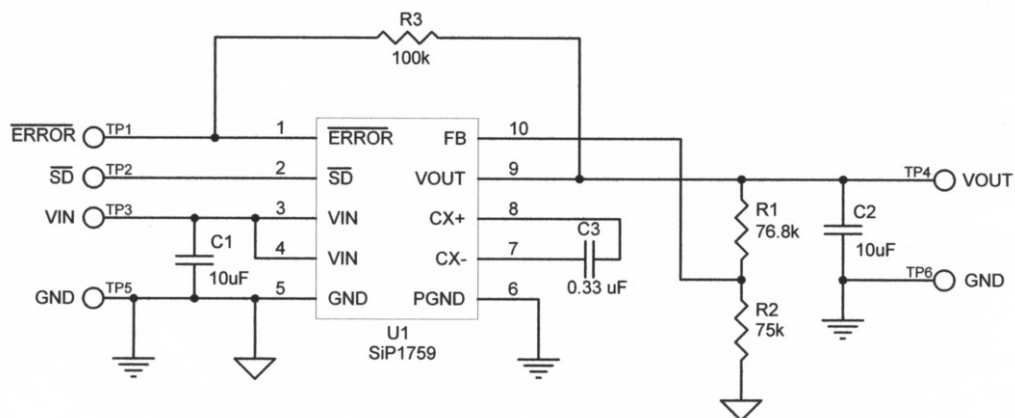 R3
100k
ERROR TP1 1 ERROR FB 10
SD TP2 2 SD VOUT 9 TP4 VOUT
VIN TP3 3 VIN CX+ 8
C1
10uF
4 VIN CX- 7
C3
0.33 uF
R1
76.8k
C2
10uF
GND TP5 5 GND PGND 6
TP6 GND
R2
75k
U1
SiP1759